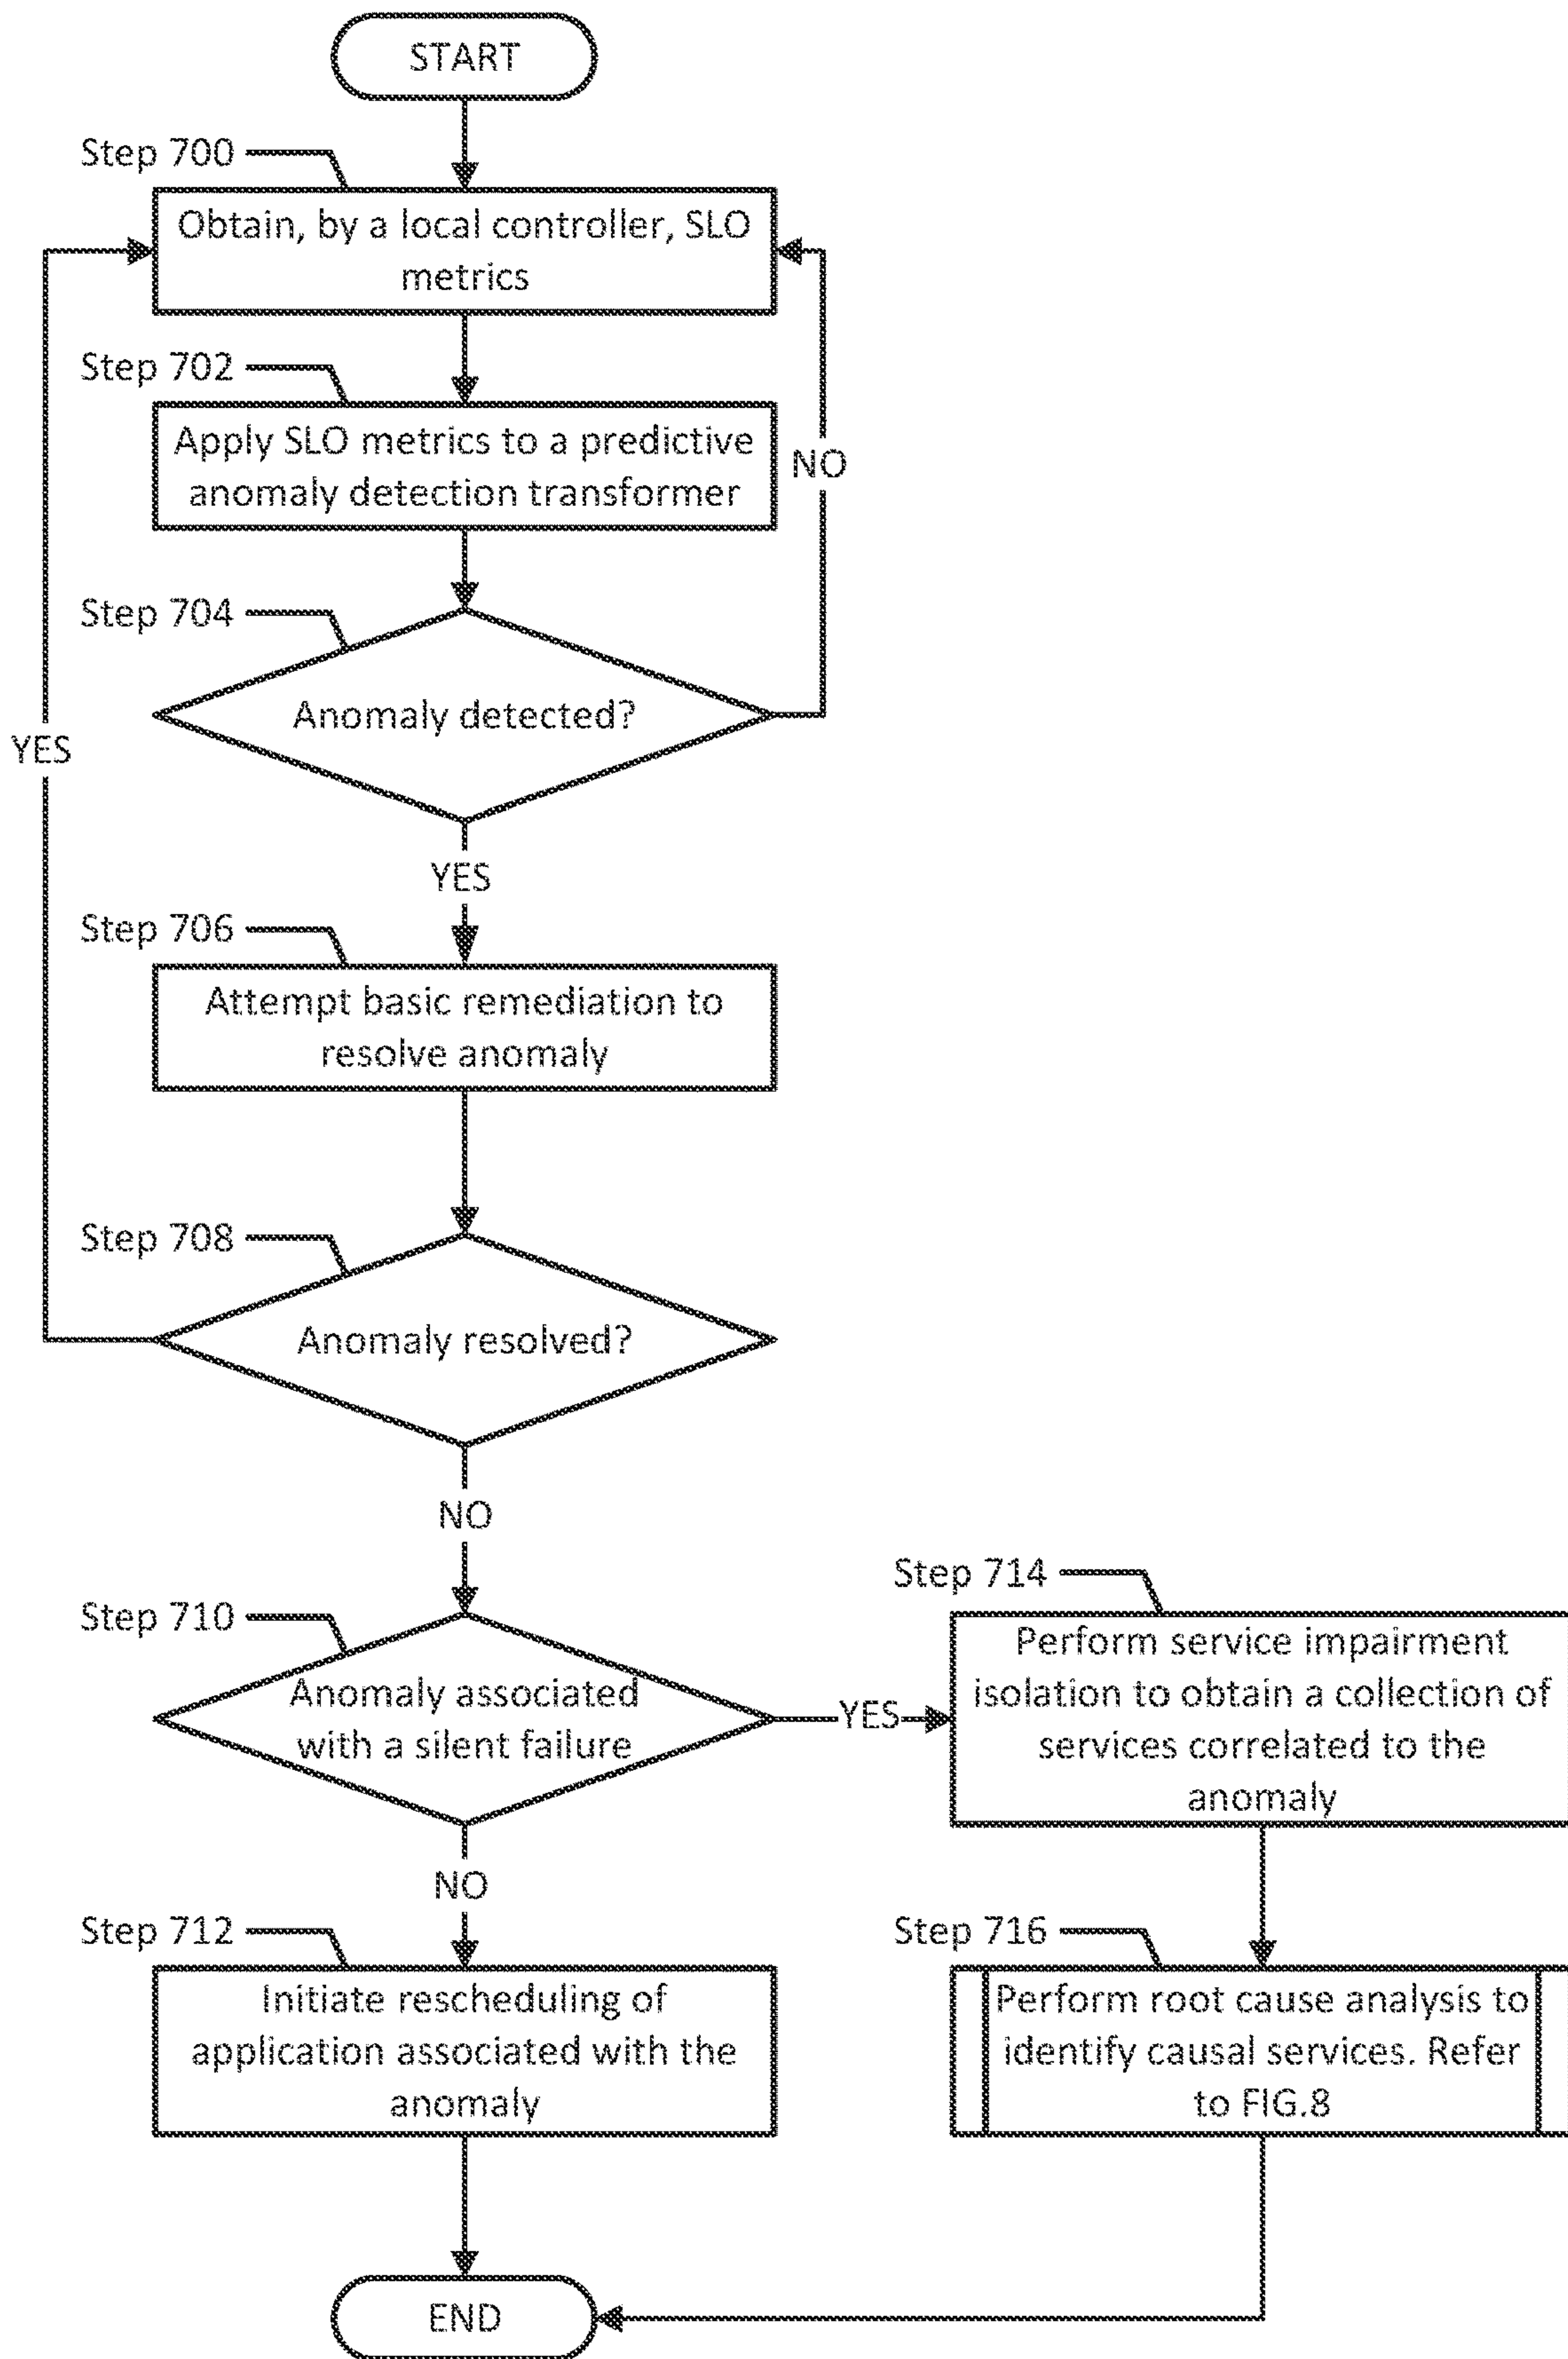 START
Step 700
Obtain, by a local controller, SLO
metrics
Step 702
Apply SLO metrics to a predictive
anomaly detection transformer
NO
Step 704
Anomaly detected?
YES
YES
Step 706
Attempt basic remediation to
resolve anomaly
Step 708
Anomaly resolved?
NO
Step 710
Anomaly associated
with a silent failure
YES
Step 714
Perform service impairment
isolation to obtain a collection of
services correlated to the
anomaly
NO
Step 712
Initiate rescheduling of
application associated with the
anomaly
Step 716
Perform root cause analysis to
identify causal services. Refer
to FIG.8
END